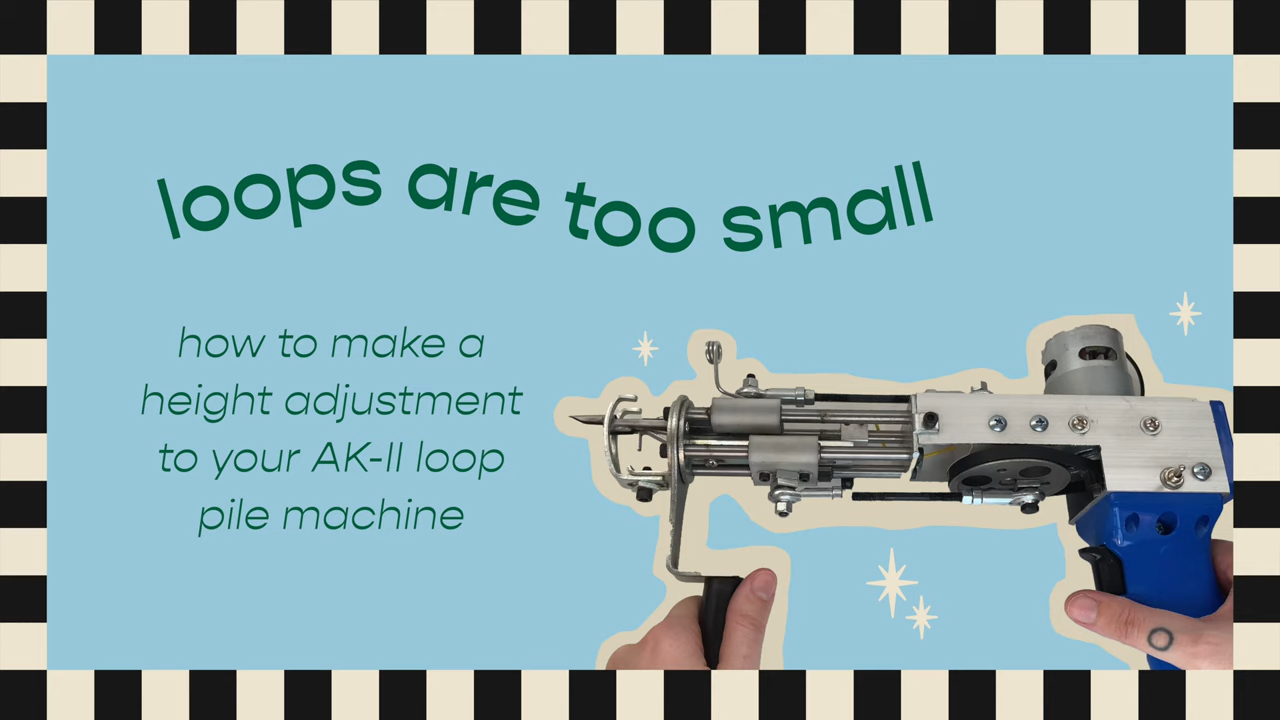 loops are too small
how to make a
height adjustment
to your AK-II loop
pile machine